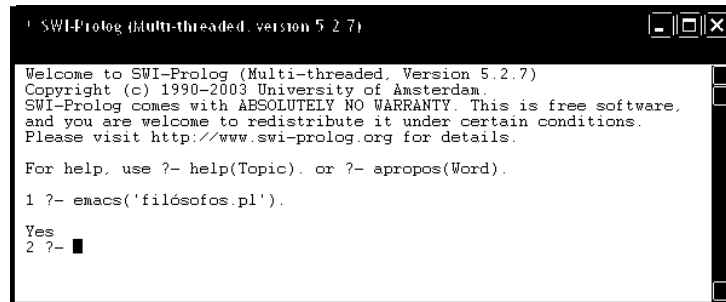 SWI-Prolog (Multi-threaded, version 5.2.7)
Welcome to SWI-Prolog (Multi-threaded, Version 5.2.7)
Copyright (c) 1990-2003 University of Amsterdam.
SWI-Prolog comes with ABSOLUTELY NO WARRANTY. This is free software,
and you are welcome to redistribute it under certain conditions.
Please visit http://www.swi-prolog.org for details.
For help, use ?- help(Topic). or ?- apropos(Word).
1 ?- emacs('filósofos.pl').
Yes
2 ?-